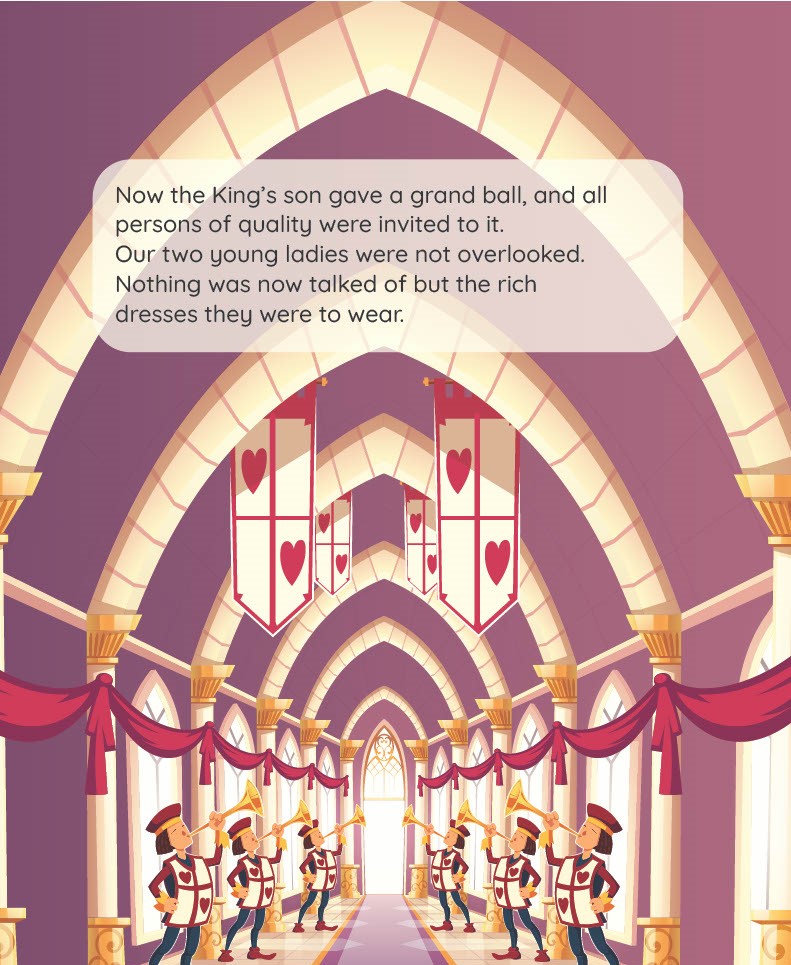 Now the King’s son gave a grand ball, and all
persons of quality were invited to it.
Our two young ladies were not overlooked.
Nothing was now talked of but the rich
dresses they were to wear.